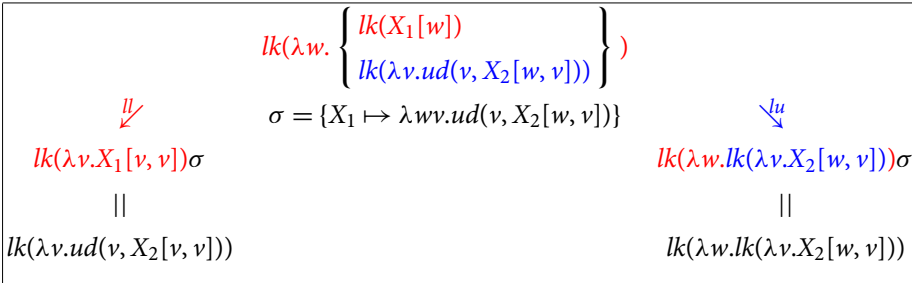 lk(λw. { lk(X₁[w])
lk(λv.ud(v, X₂[w, v])) } )
ll σ = {X₁ ↦ λwv.ud(v, X₂[w, v])} lu
lk(λv.X₁[v, v])σ lk(λw.lk(λv.X₂[w, v]))σ
|| ||
lk(λv.ud(v, X₂[v, v])) lk(λw.lk(λv.X₂[w, v]))